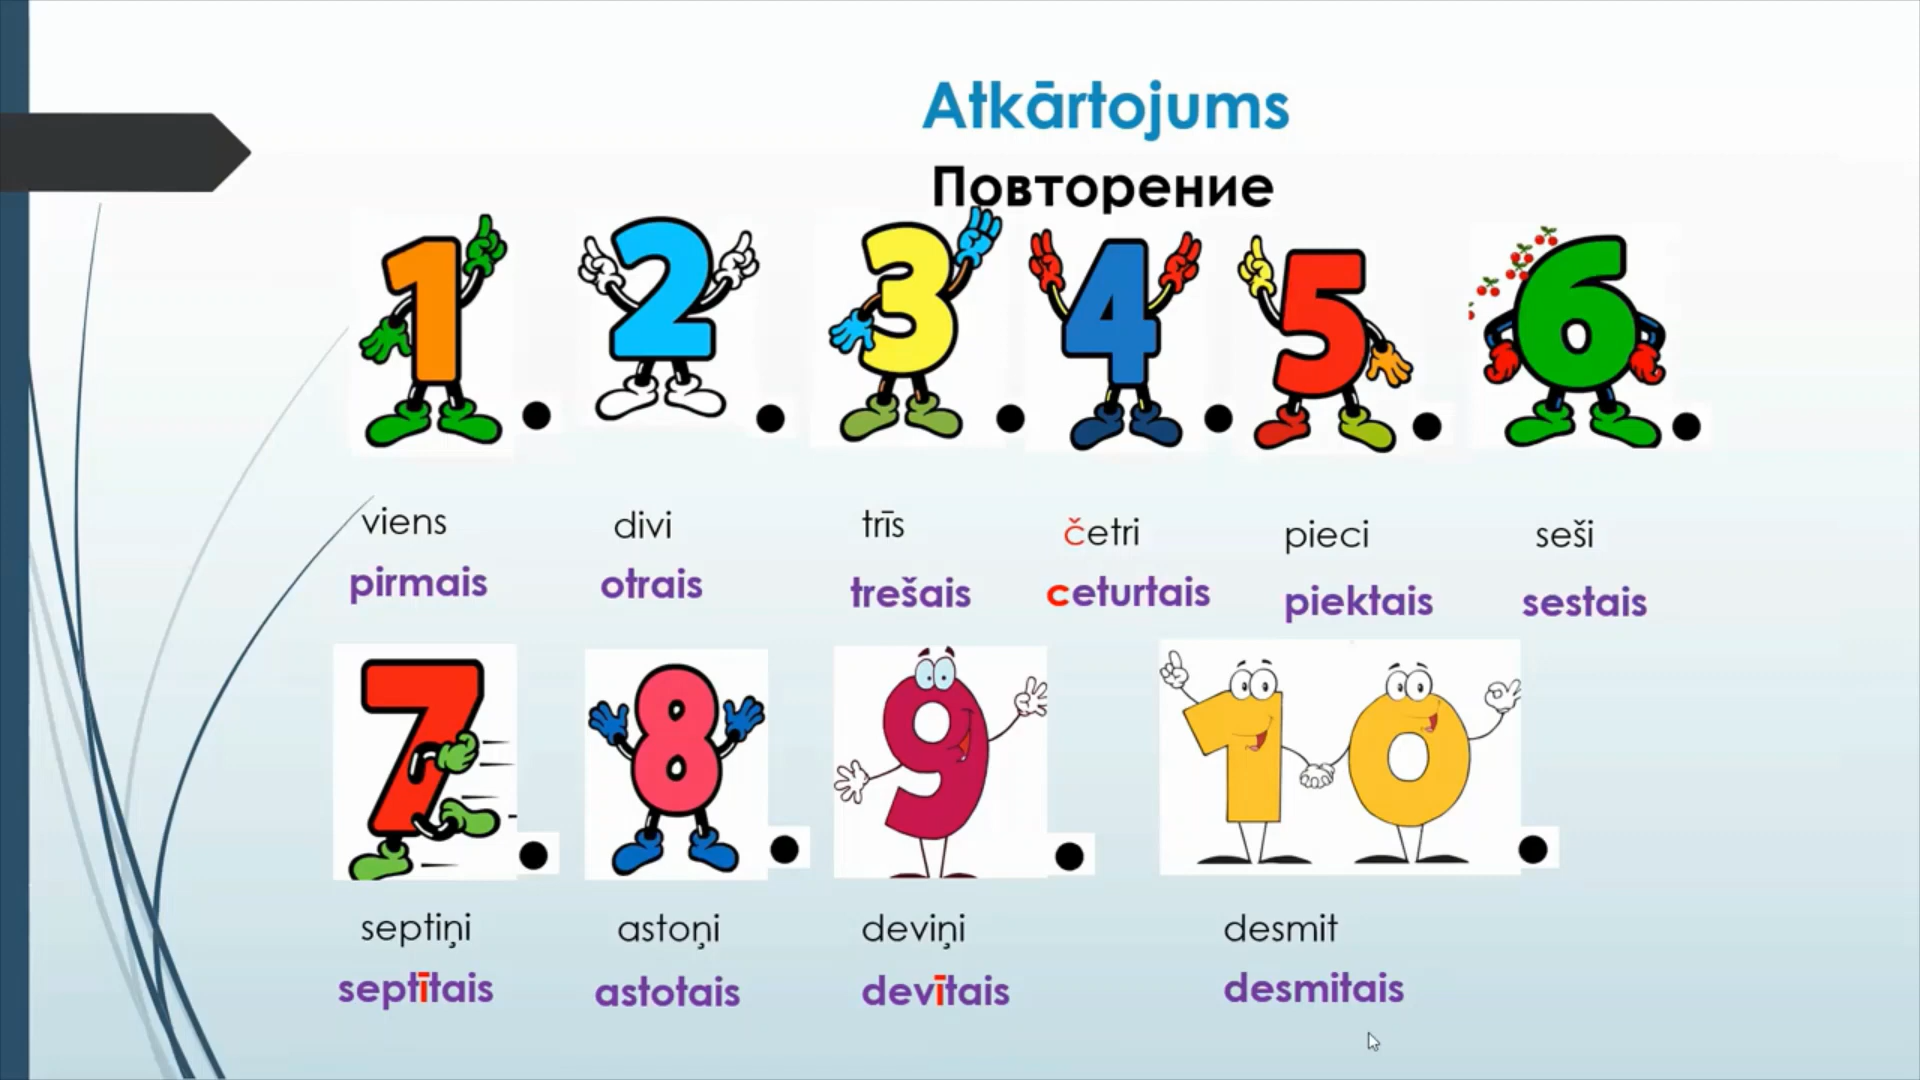 Atkārtojums
Повторение
1. 2. 3. 4. 5. 6.
viens divi trīs četri pieci seši
pirmais otrais trešais ceturtais piektais sestais
7. 8. 9. 10.
septiņi astoņi deviņi desmit
septītais astotais devītais desmitais